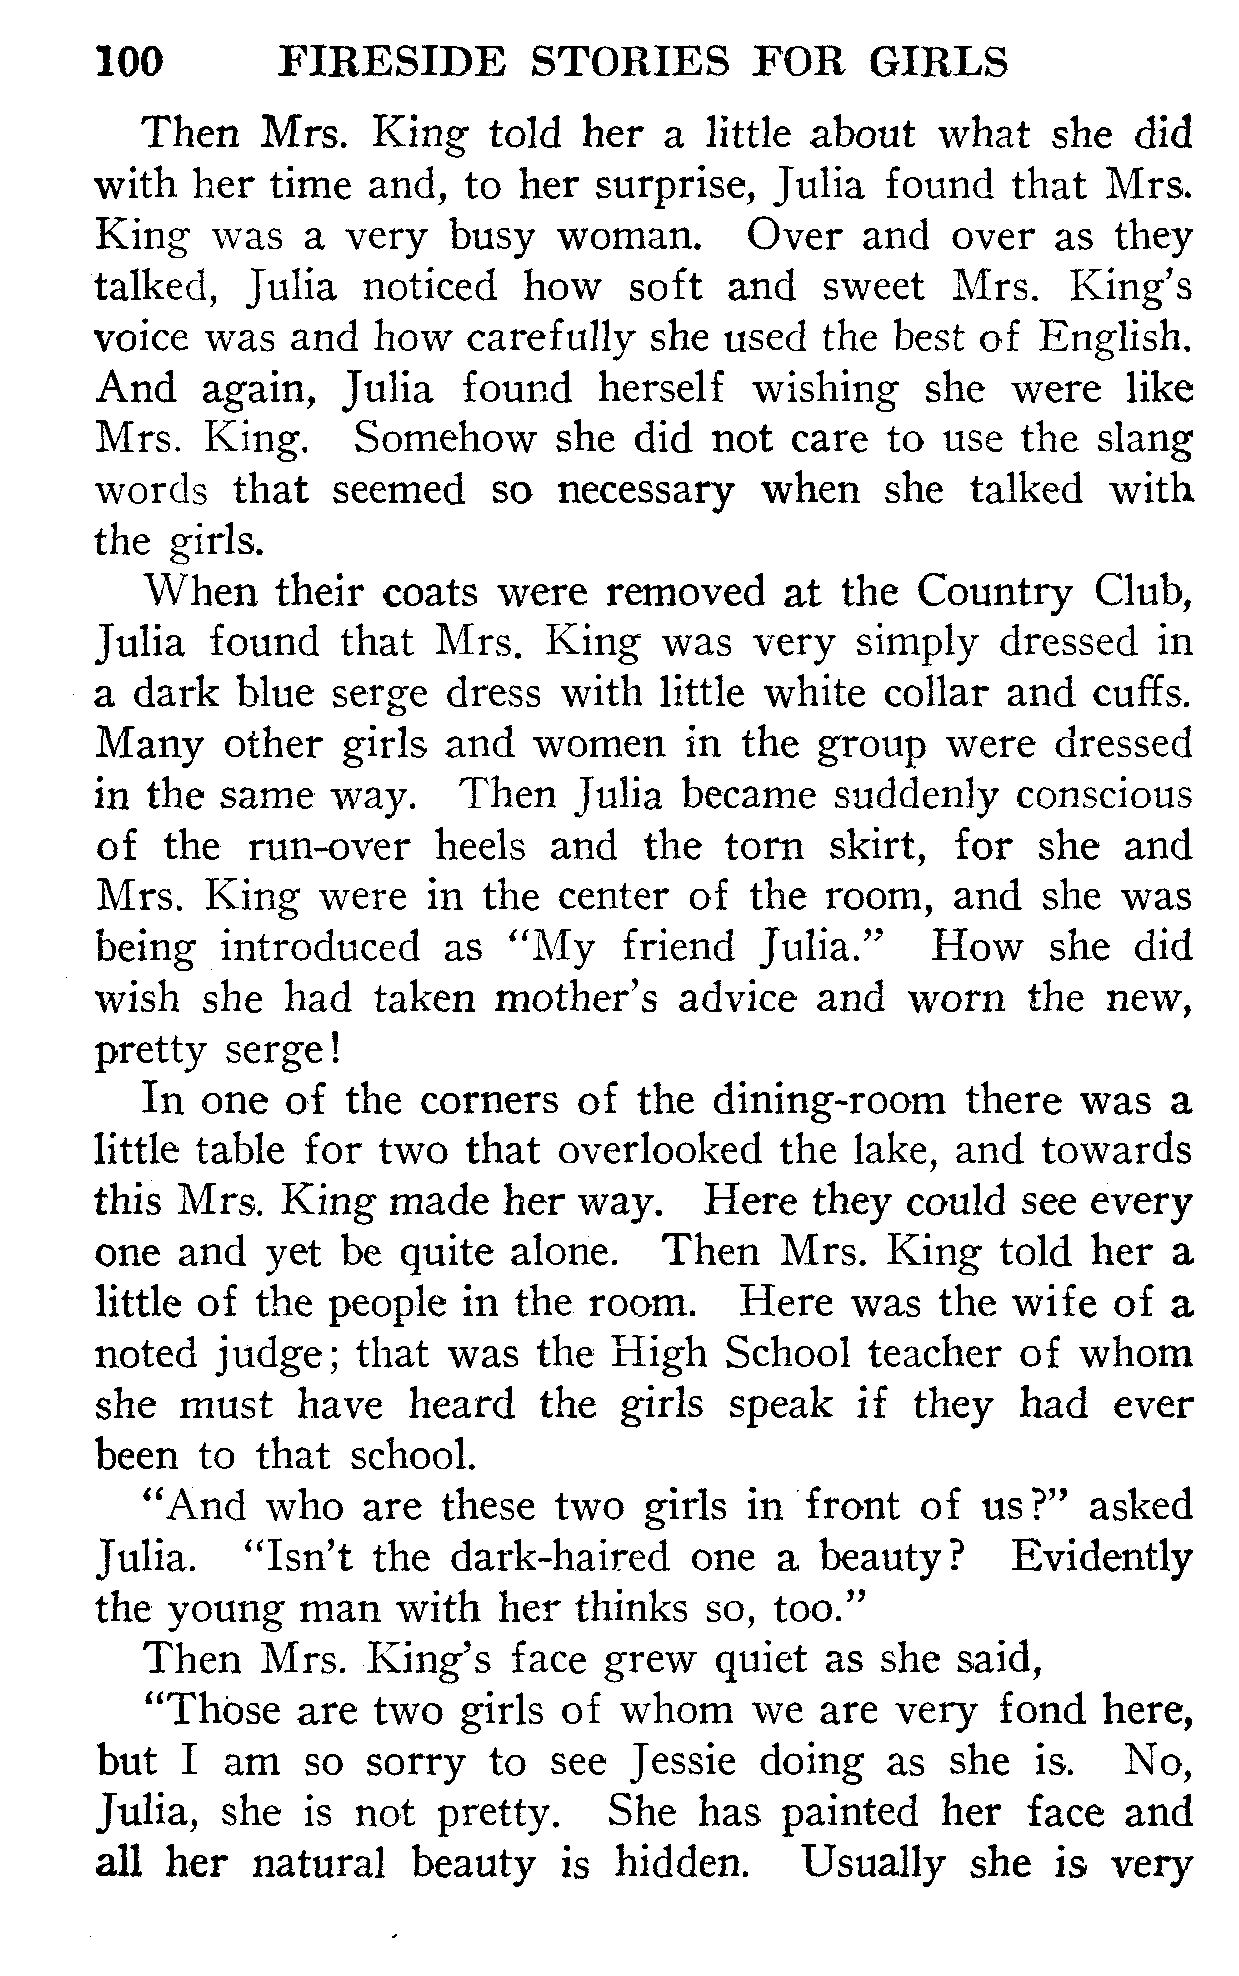 100 FIRESIDE STORIES FOR GIRLS
Then Mrs. King told her a little about what she did
with her time and, to her surprise, Julia found that Mrs.
King was a very busy woman. Over and over as they
talked, Julia noticed how soft and sweet Mrs. King's
voice was and how carefully she used the best of English.
And again, Julia found herself wishing she were like
Mrs. King. Somehow she did not care to use the slang
words that seemed so necessary when she talked with
the girls.
When their coats were removed at the Country Club,
Julia found that Mrs. King was very simply dressed in
a dark blue serge dress with little white collar and cuffs.
Many other girls and women in the group were dressed
in the same way. Then Julia became suddenly conscious
of the run-over heels and the torn skirt, for she and
Mrs. King were in the center of the room, and she was
being introduced as “My friend Julia.” How she did
wish she had taken mother's advice and worn the new,
pretty serge!
In one of the corners of the dining-room there was a
little table for two that overlooked the lake, and towards
this Mrs. King made her way. Here they could see every
one and yet be quite alone. Then Mrs. King told her a
little of the people in the room. Here was the wife of a
noted judge; that was the High School teacher of whom
she must have heard the girls speak if they had ever
been to that school.
“And who are these two girls in front of us?” asked
Julia. “Isn't the dark-haired one a beauty? Evidently
the young man with her thinks so, too.”
Then Mrs. King's face grew quiet as she said,
“Those are two girls of whom we are very fond here,
but I am so sorry to see Jessie doing as she is. No,
Julia, she is not pretty. She has painted her face and
all her natural beauty is hidden. Usually she is very